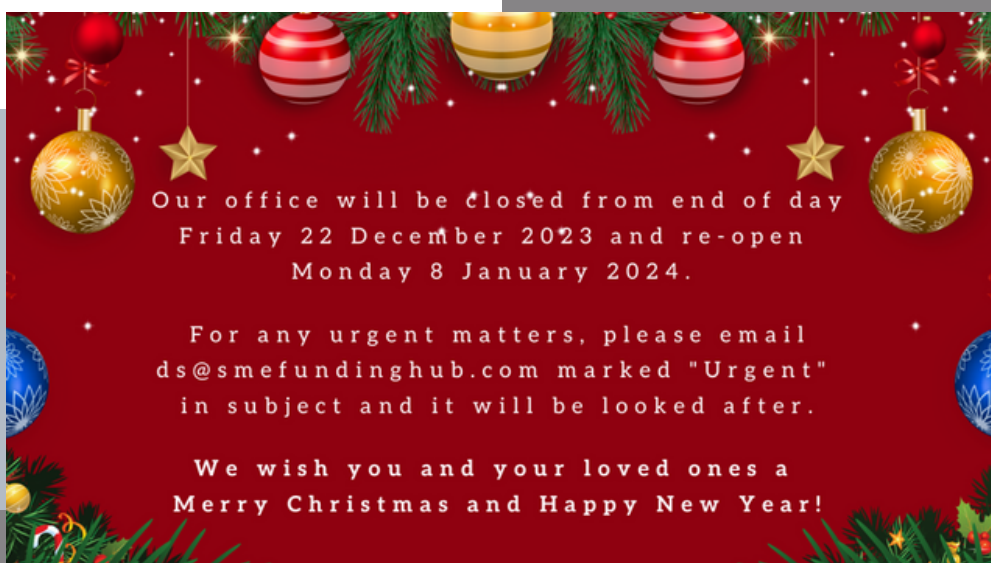 Our office will be closed from end of day
Friday 22 December 2023 and re-open
Monday 8 January 2024.
For any urgent matters, please email
ds@smefundinghub.com marked "Urgent"
in subject and it will be looked after.
We wish you and your loved ones a
Merry Christmas and Happy New Year!